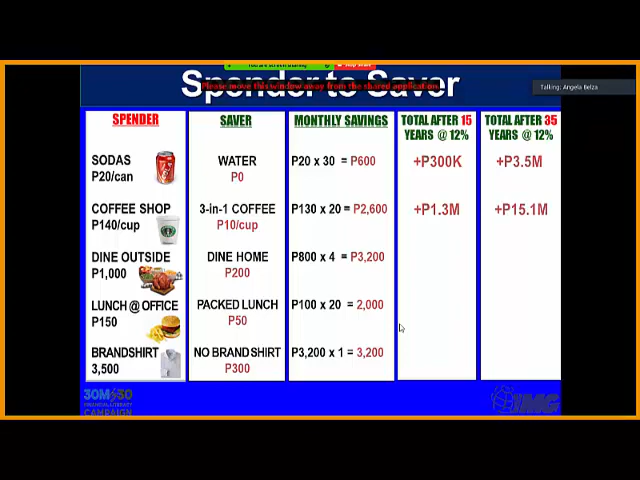 Spender to Saver
Please move this window away from the shared application.
Talking: Angela Belza
SPENDER
SAVER
MONTHLY SAVINGS
TOTAL AFTER 15
YEARS @ 12%
TOTAL AFTER 35
YEARS @ 12%
SODAS
P20/can
WATER
P0
P20 x 30 = P600
+P300K
+P3.5M
COFFEE SHOP
P140/cup
3-in-1 COFFEE
P10/cup
P130 x 20 = P2,600
+P1.3M
+P15.1M
DINE OUTSIDE
P1,000
DINE HOME
P200
P800 x 4 = P3,200
LUNCH @ OFFICE
P150
PACKED LUNCH
P50
P100 x 20 = 2,000
BRANDSHIRT
3,500
NO BRAND SHIRT
P300
P3,200 x 1 = 3,200
30M 30
FINANCIAL LITERACY
CAMPAIGN
IMG